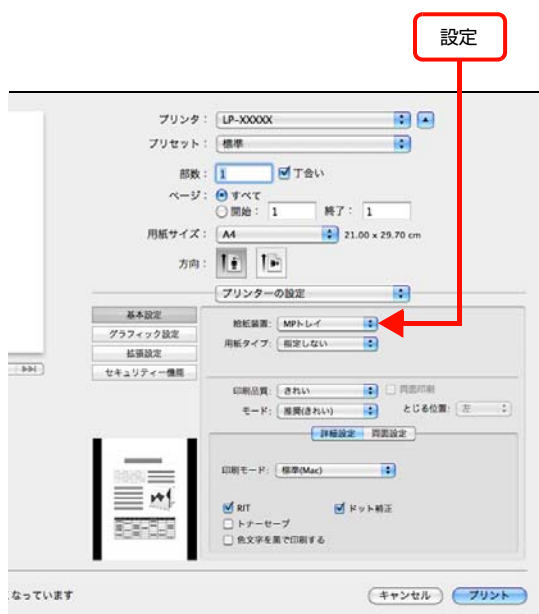 設定
プリンタ： LP-XXXXX
プリセット： 標準
部数： 1 丁合い
ページ： すべて
開始： 1 終了： 1
用紙サイズ： A4 21.00 x 29.70 cm
方向：
プリンターの設定
基本設定
グラフィック設定
拡張設定
セキュリティー機能
給紙装置： MPトレイ
用紙タイプ： 指定しない
印刷品質： きれい 両面印刷
モード： 推奨(きれい) とじる位置： 左
詳細設定 両面設定
印刷モード： 標準(Mac)
RIT ドット補正
トナーセーブ
色文字を黒で印刷する
なっています キャンセル プリント